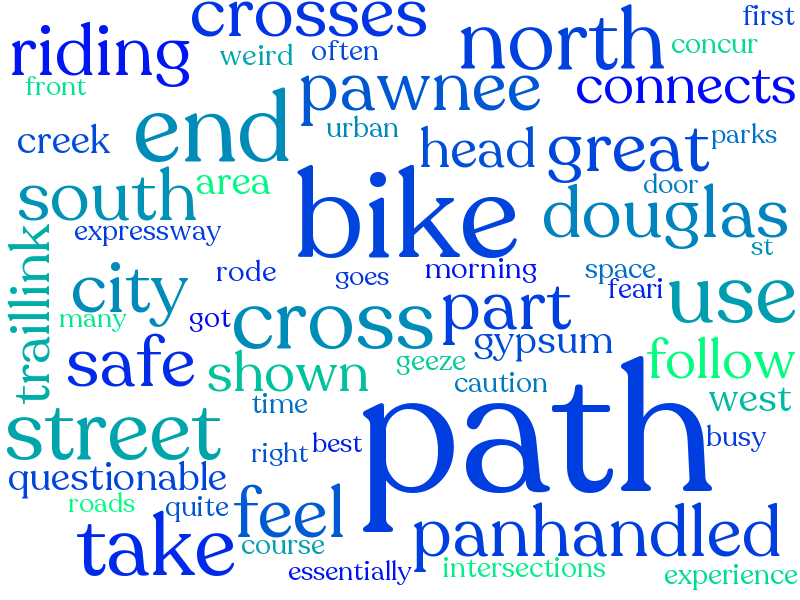 crosses
first
riding
north
weird
often
concur
front
pawnee
connects
end
urban
creek
head
great
parks
south
area
bike
door
douglas
expressway
st
traillink
city
rode
goes
morning
space
feari
use
many
got
cross
part
gypsum
safe
shown
geeze
follow
caution
west
street
time
path
right
best
busy
questionable
roads
quite
feel
take
course
panhandled
essentially
intersections
experience